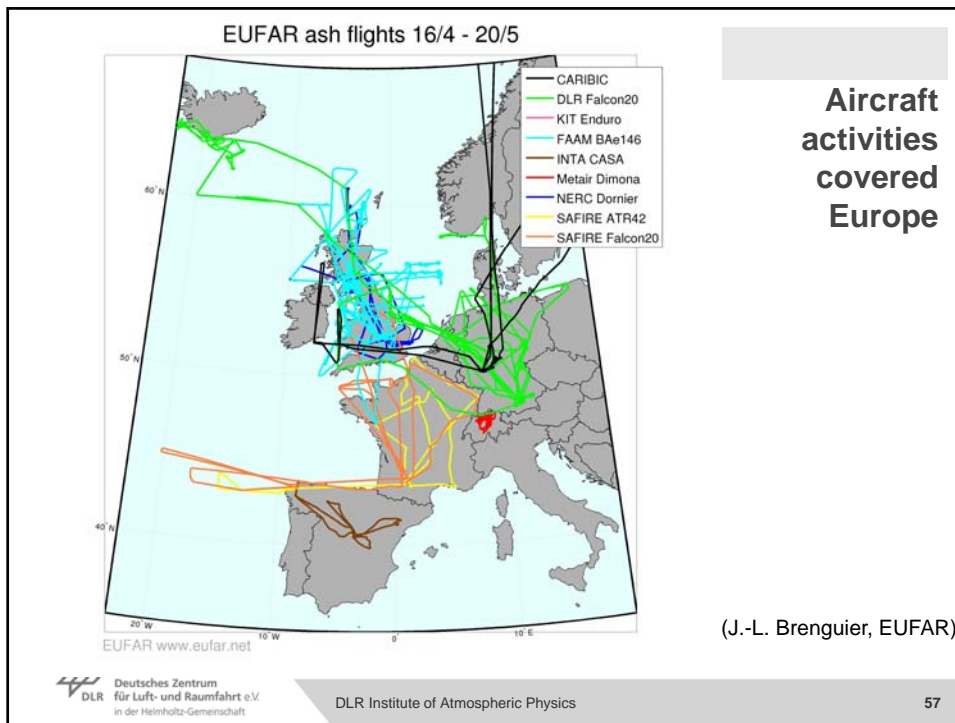 EUFAR ash flights 16/4 - 20/5
CARIBIC
DLR Falcon20
KIT Enduro
FAAM BAe146
INTA CASA
Metair Dimona
NERC Dornier
SAFIRE ATR42
SAFIRE Falcon20
Aircraft
activities
covered
Europe
60°N
50°N
40°N
20°W
10°W
0°
10°E
EUFAR www.eufar.net
(J.-L. Brenguier, EUFAR)
DLR
Deutsches Zentrum
für Luft- und Raumfahrt e.V.
in der Helmholtz-Gemeinschaft
DLR Institute of Atmospheric Physics
57